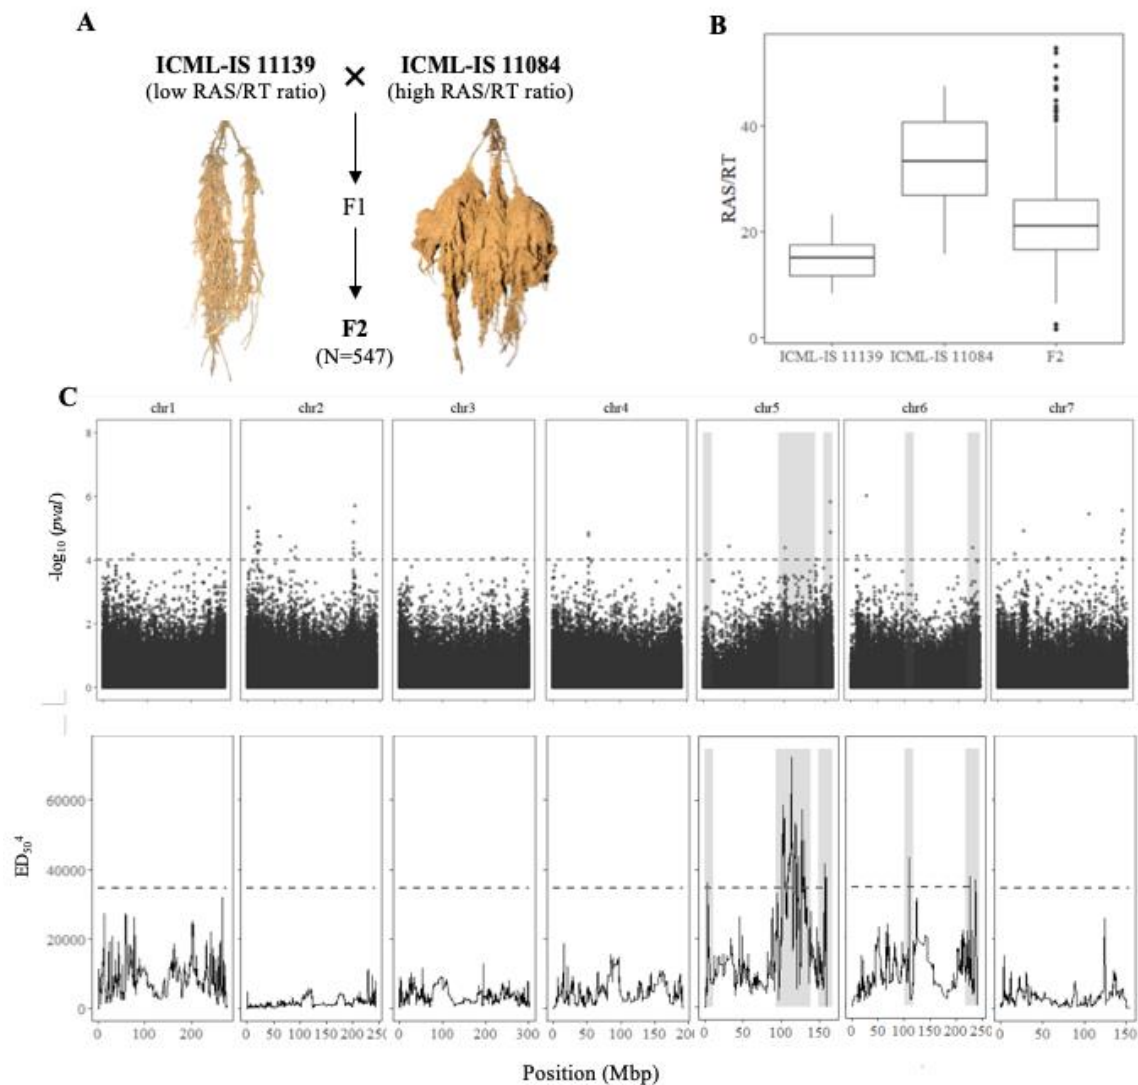 A
ICML-IS 11139 × ICML-IS 11084
(low RAS/RT ratio) (high RAS/RT ratio)
F1
F2
(N=547)
B
RAS/RT
40
20
0
ICML-IS 11139 ICML-IS 11084 F2
C
chr1 chr2 chr3 chr4 chr5 chr6 chr7
-log10 (pval)
8
6
4
2
0
ED50^4
60000
40000
20000
0
0 100 200 300
0 50 100 150 200 25
0 100 200 300
0 50 100 150 200
0 50 100 150
0 50 100 150 200 250
0 50 100 150
Position (Mbp)